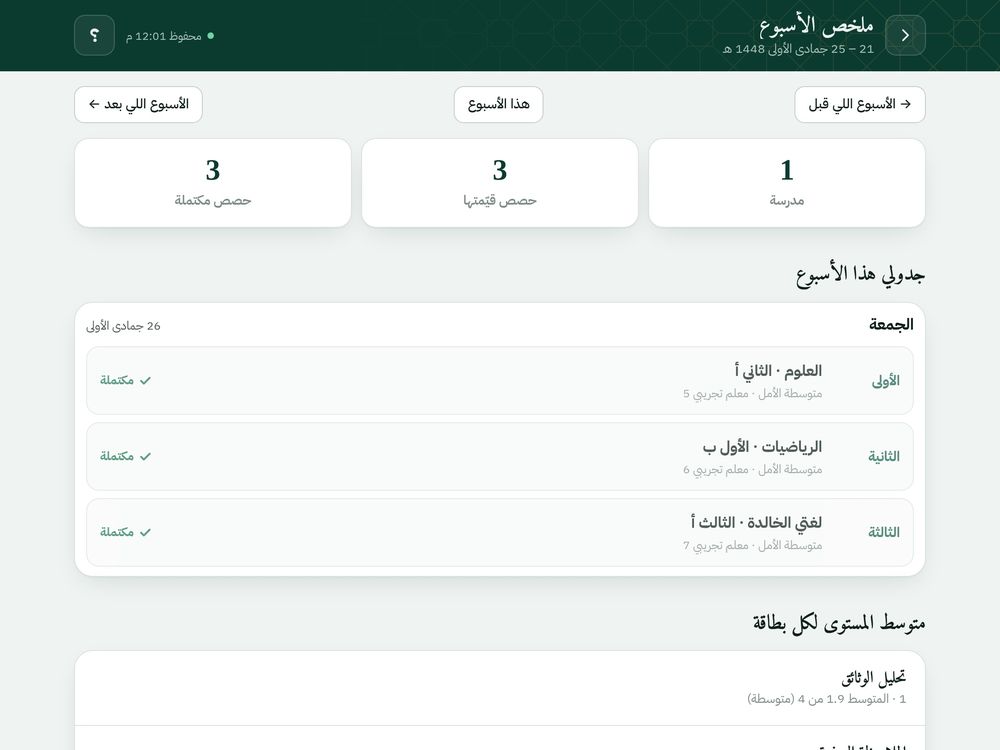 ملخص الأسبوع
21 – 25 جمادى الأولى 1448 هـ
محفوظ 12:01 م
؟
→ الأسبوع اللي قبل
هذا الأسبوع
الأسبوع اللي بعد ←
1
مدرسة
3
حصص قيّمتها
3
حصص مكتملة
جدولي هذا الأسبوع
الجمعة
26 جمادى الأولى
الأولى
العلوم · الثاني أ
متوسطة الأمل · معلم تجريبي 5
مكتملة
الثانية
الرياضيات · الأول ب
متوسطة الأمل · معلم تجريبي 6
مكتملة
الثالثة
لغتي الخالدة · الثالث أ
متوسطة الأمل · معلم تجريبي 7
مكتملة
متوسط المستوى لكل بطاقة
تحليل الوثائق
1 · المتوسط 1.9 من 4 (متوسطة)